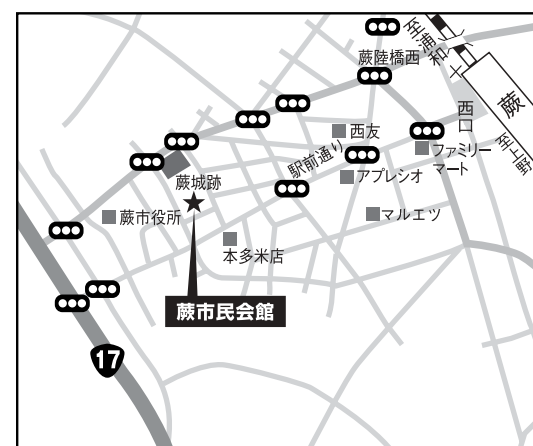 至浦和
蕨陸橋西
蕨
西口
至上野
西友
駅前通り
ファミリー
マート
アプレシオ
蕨城跡
マルエツ
蕨市役所
本多米店
蕨市民会館
17